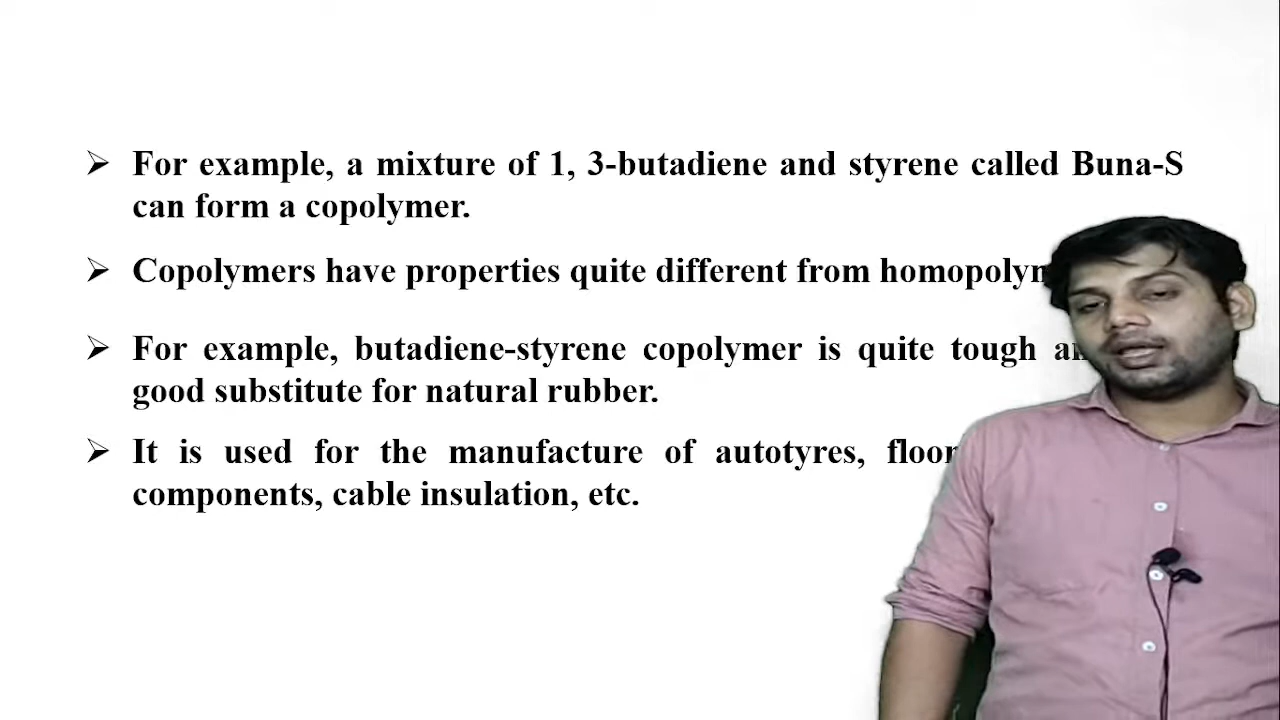 ➢ For example, a mixture of 1, 3-butadiene and styrene called Buna-S
can form a copolymer.
➢ Copolymers have properties quite different from
➢ For example, butadiene-styrene copolymer is quite tough
good substitute for natural rubber.
➢ It is used for the manufacture of autotyres,
components, cable insulation, etc.